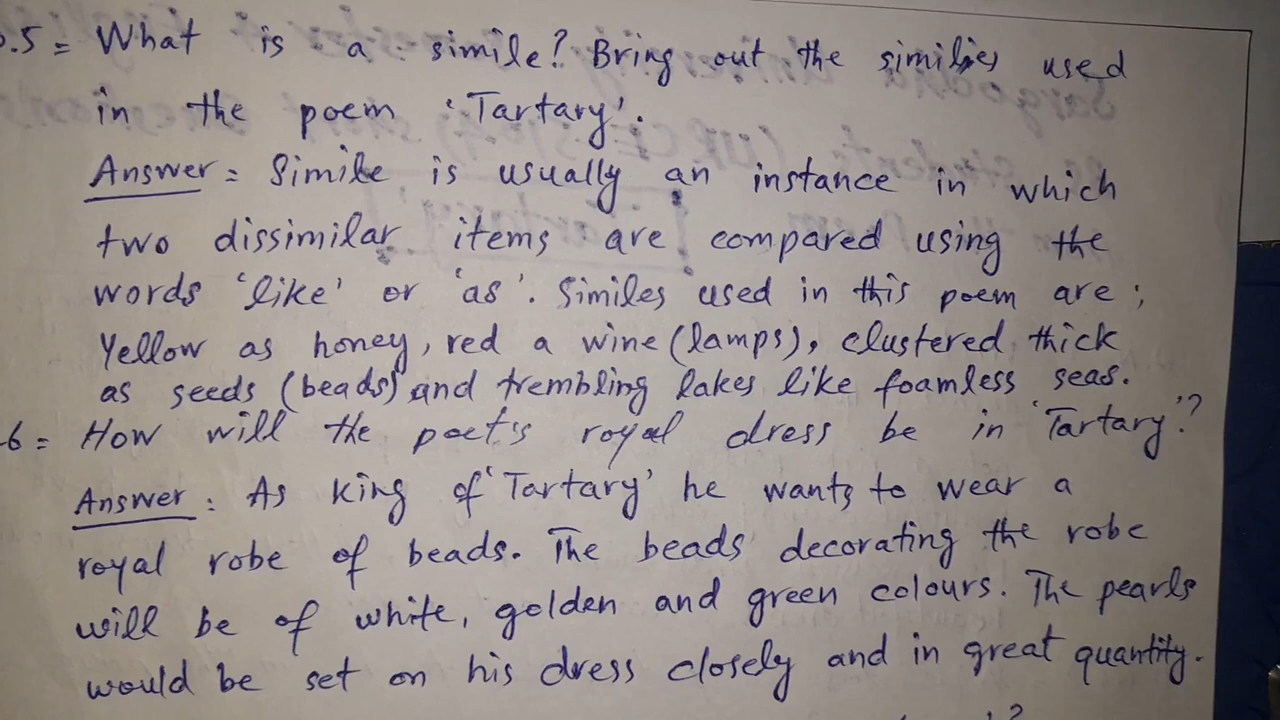 .5= What is a simile? Bring out the similies used
in the poem 'Tartary'.
Answer = Simile is usually an instance in which
two dissimilar items are compared using the
words 'like' or 'as'. Similes used in this poem are;
Yellow as honey, red a wine (lamps), clustered thick
as seeds (beads) and trembling lakes like foamless seas.
6= How will the poet's royal dress be in 'Tartary'?
Answer: As King of 'Tartary' he wants to wear a
royal robe of beads. The beads decorating the robe
will be of white, golden and green colours. The pearls
would be set on his dress closely and in great quantity.